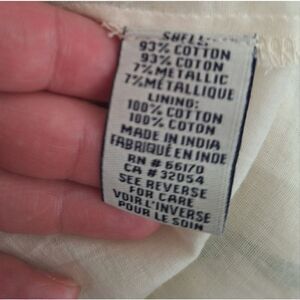 SHELL:
93% COTTON
93% COTON
7% METALLIC
7% METALLIQUE
LINING:
100% COTTON
100% COTON
MADE IN INDIA
FABRIQUÉ EN INDE
RN # 66170
CA # 32054
SEE REVERSE
FOR CARE
VOIR L'INVERSE
POUR LE SOIN